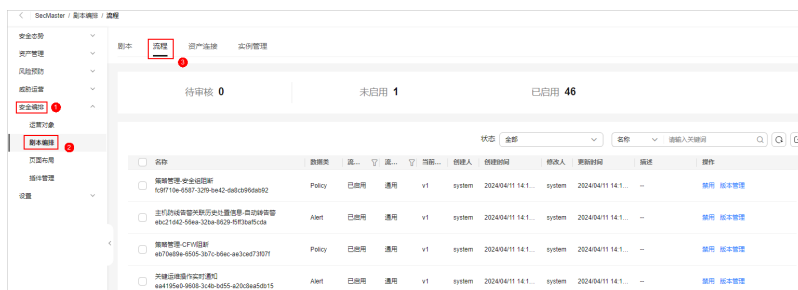 SecMaster / 剧本编排 / 流程
安全态势
资产管理
风险预防
威胁运营
安全编排 1
运营对象
剧本编排 2
页面布局
插件管理
设置
剧本 流程 资产连接 实例管理
3
待审核 0 未启用 1 已启用 46
状态 全部 名称 请输入关键词
名称 数据类 流... 流... 当前... 创建人 创建时间 修改人 更新时间 描述 操作
策略管理-安全组阻断
fc9f710e-6587-32f9-be42-da8cb96dab92
Policy 已启用 通用 v1 system 2024/04/11 14:1... system 2024/04/11 14:1... -- 禁用 版本管理
主机防线告警关联历史处置信息-自动转告警
ebc21d42-56ea-32ba-8629-f5ff3baf5cda
Alert 已启用 通用 v1 system 2024/04/11 14:1... system 2024/04/11 14:1... -- 禁用 版本管理
策略管理-CFW阻断
eb70e89e-6505-3b7c-b6ec-ae3ced73f07f
Policy 已启用 通用 v1 system 2024/04/11 14:1... system 2024/04/11 14:1... -- 禁用 版本管理
关键运维操作实时通知
ea4195e0-9608-3c4b-bd55-a20c8ea5db15
Alert 已启用 通用 v1 system 2024/04/11 14:1... system 2024/04/11 14:1... -- 禁用 版本管理